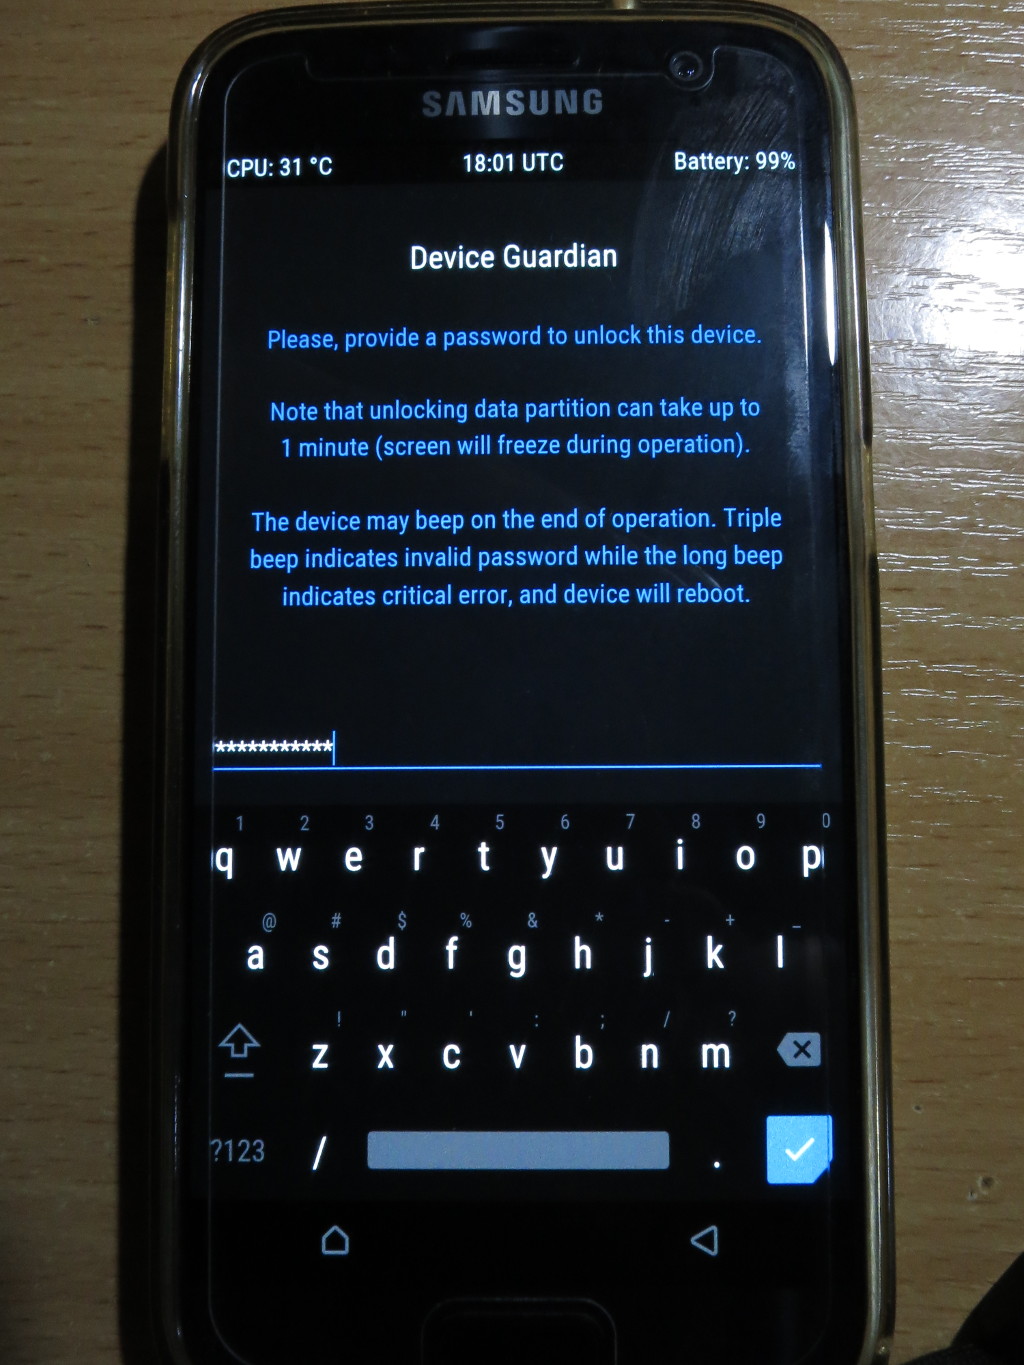 SAMSUNG
CPU: 31 °C 18:01 UTC Battery: 99%
Device Guardian
Please, provide a password to unlock this device.
Note that unlocking data partition can take up to
1 minute (screen will freeze during operation).
The device may beep on the end of operation. Triple
beep indicates invalid password while the long beep
indicates critical error, and device will reboot.
***********
1 2 3 4 5 6 7 8 9 0
q w e r t y u i o p
@ # $ % & * - + _
a s d f g h j k l
! " ' : ; / ?
z x c v b n m
?123 / .